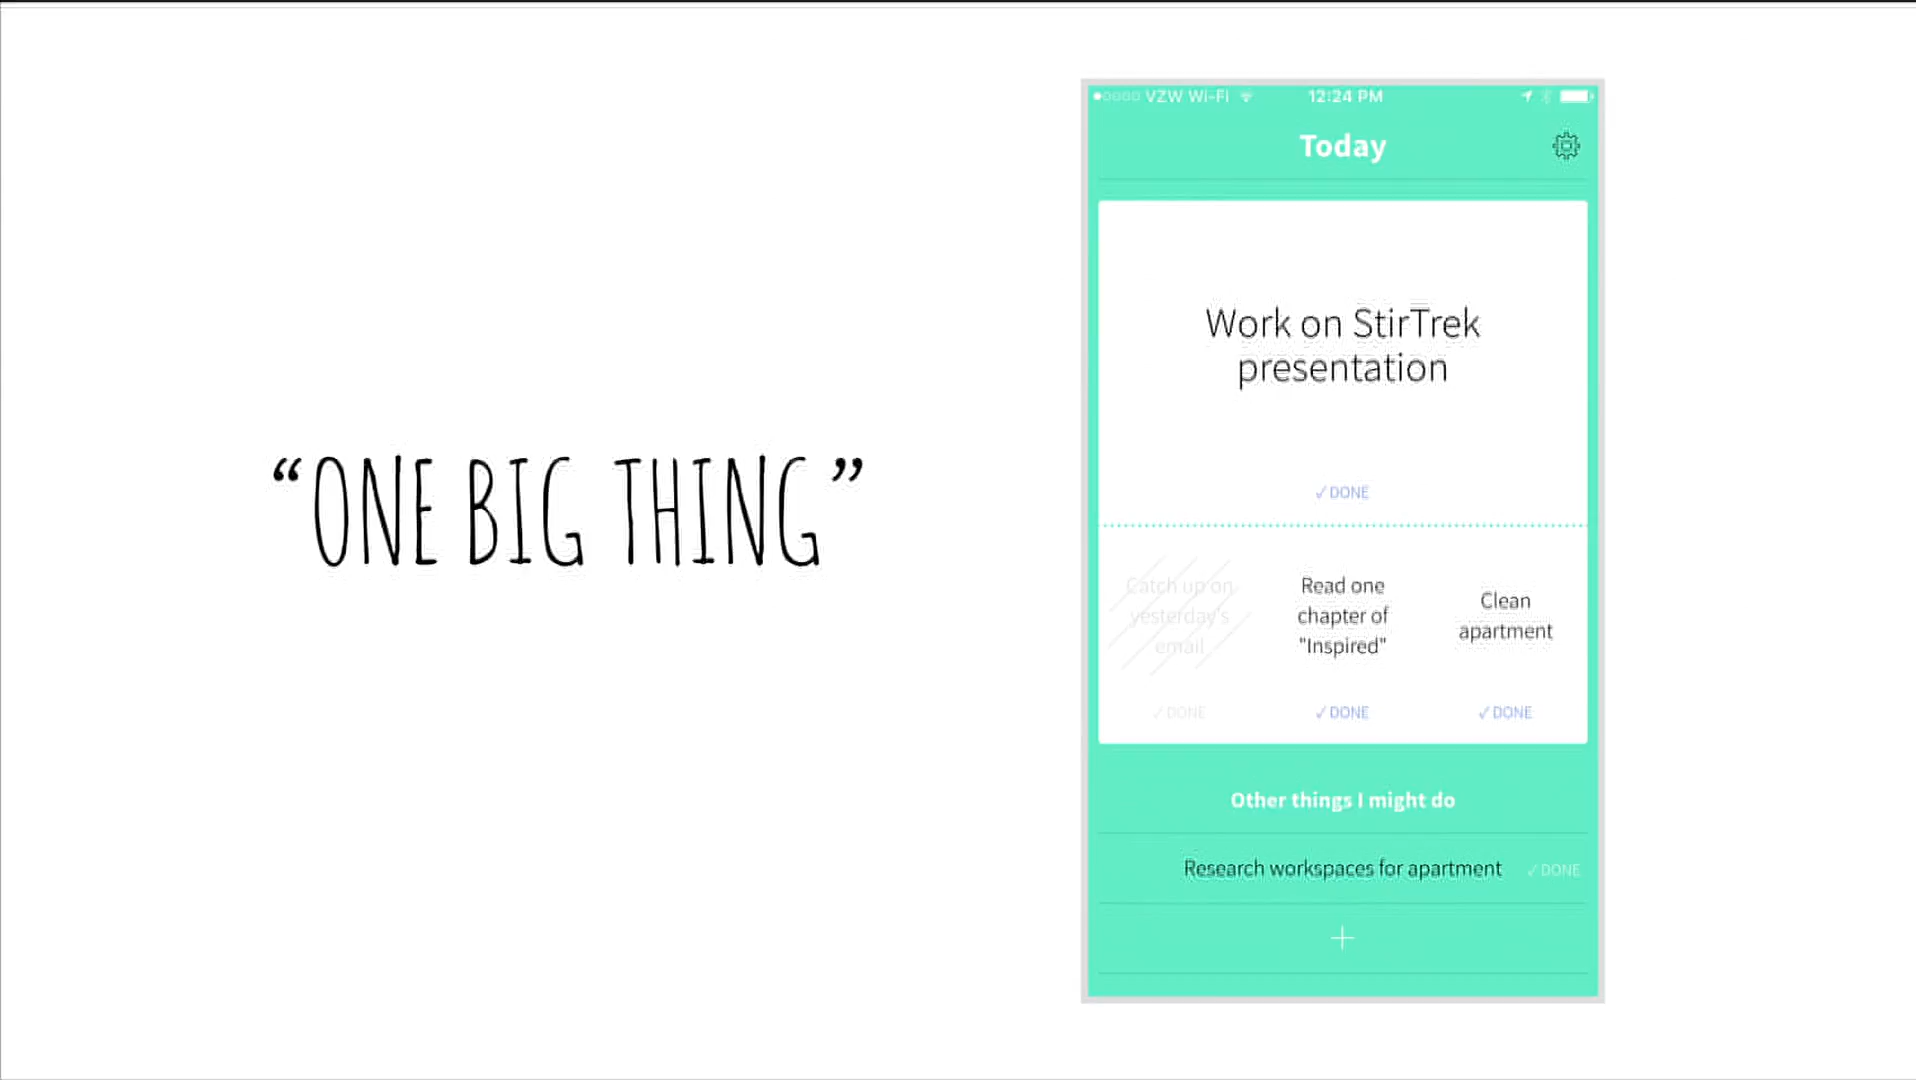 “ONE BIG THING”
VZW Wi-Fi 12:24 PM
Today
Work on StirTrek
presentation
✓ DONE
Catch up on
yesterday's
email
✓ DONE
Read one
chapter of
"Inspired"
✓ DONE
Clean
apartment
✓ DONE
Other things I might do
Research workspaces for apartment ✓ DONE
+